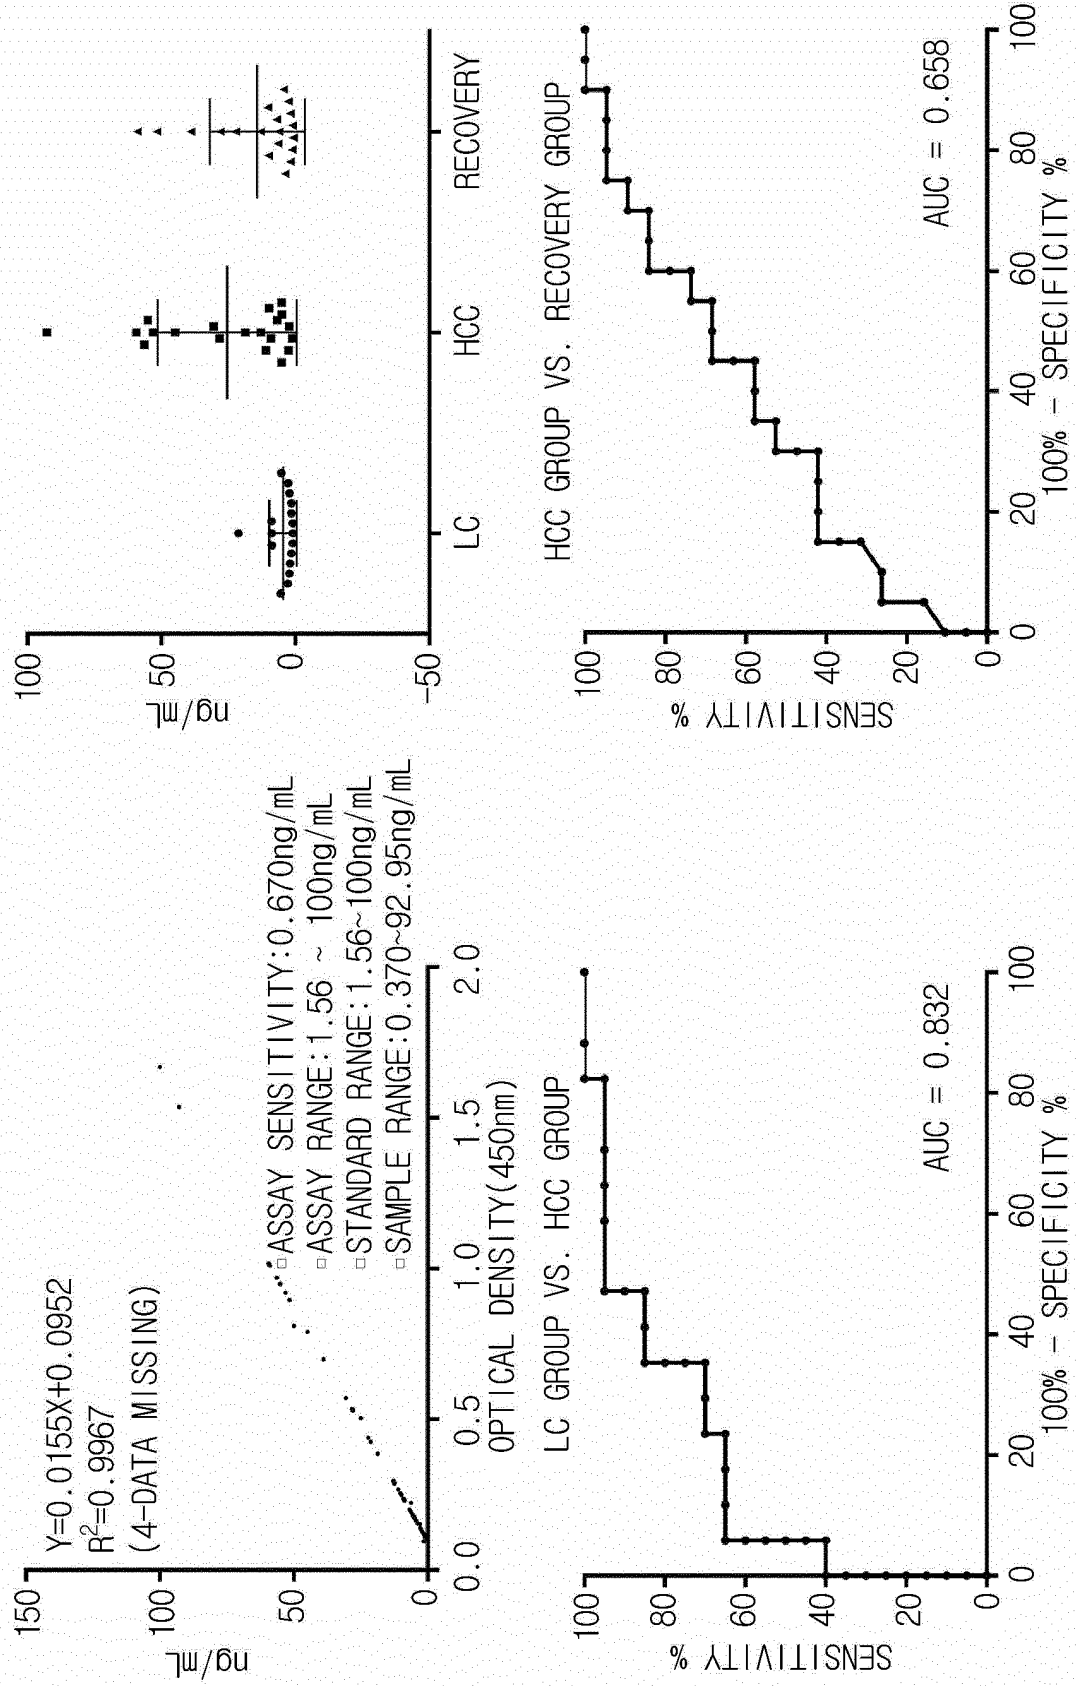 Y=0.0155X+0.0952
R²=0.9967
(4-DATA MISSING)
150
100
50
0
ng/mL
□ASSAY SENSITIVITY:0.670ng/mL
□ASSAY RANGE:1.56 ~ 100ng/mL
□STANDARD RANGE:1.56~100ng/mL
□SAMPLE RANGE:0.370~92.95ng/mL
0.0 0.5 1.0 1.5 2.0
OPTICAL DENSITY(450nm)
100
50
0
-50
ng/mL
LC HCC RECOVERY
LC GROUP VS. HCC GROUP
100
80
60
40
20
0
SENSITIVITY %
AUC = 0.832
0 20 40 60 80 100
100% - SPECIFICITY %
HCC GROUP VS. RECOVERY GROUP
100
80
60
40
20
0
SENSITIVITY %
AUC = 0.658
0 20 40 60 80 100
100% - SPECIFICITY %